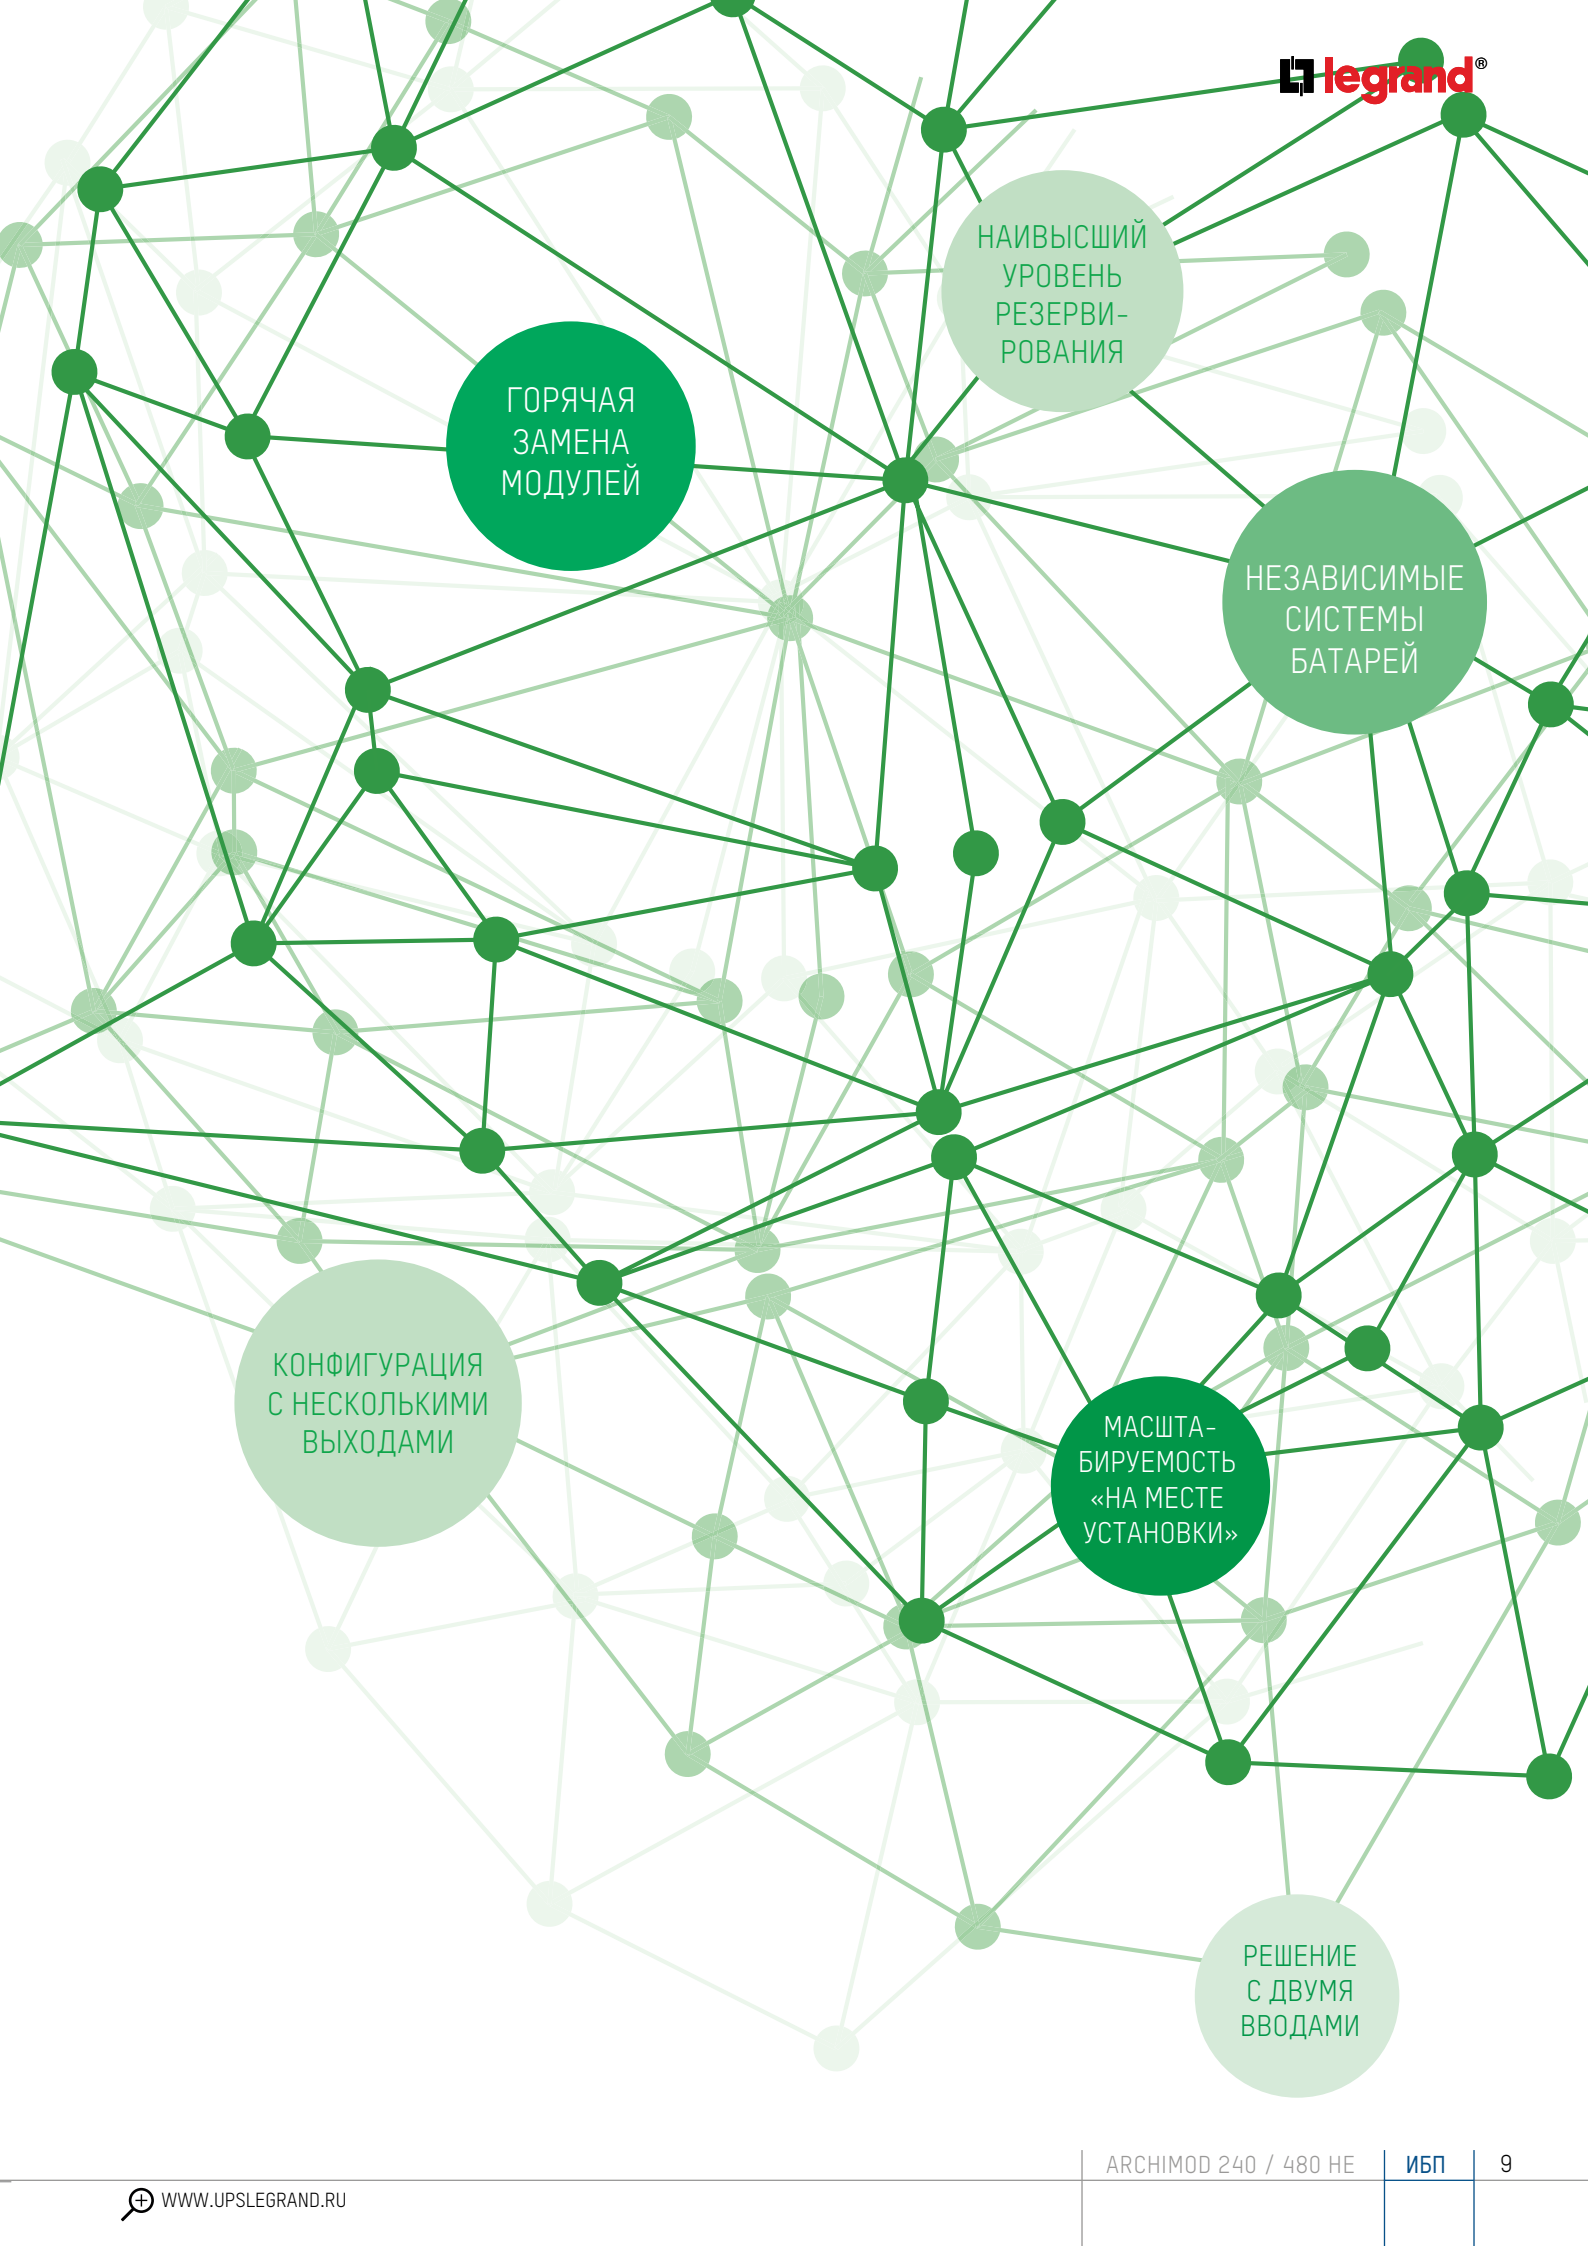 legrand®
НАИВЫСШИЙ
УРОВЕНЬ
РЕЗЕРВИ-
РОВАНИЯ
ГОРЯЧАЯ
ЗАМЕНА
МОДУЛЕЙ
НЕЗАВИСИМЫЕ
СИСТЕМЫ
БАТАРЕЙ
КОНФИГУРАЦИЯ
С НЕСКОЛЬКИМИ
ВЫХОДАМИ
МАСШТА-
БИРУЕМОСТЬ
«НА МЕСТЕ
УСТАНОВКИ»
РЕШЕНИЕ
С ДВУМЯ
ВВОДАМИ
ARCHIMOD 240 / 480 HE ИБП 9
WWW.UPSLEGRAND.RU